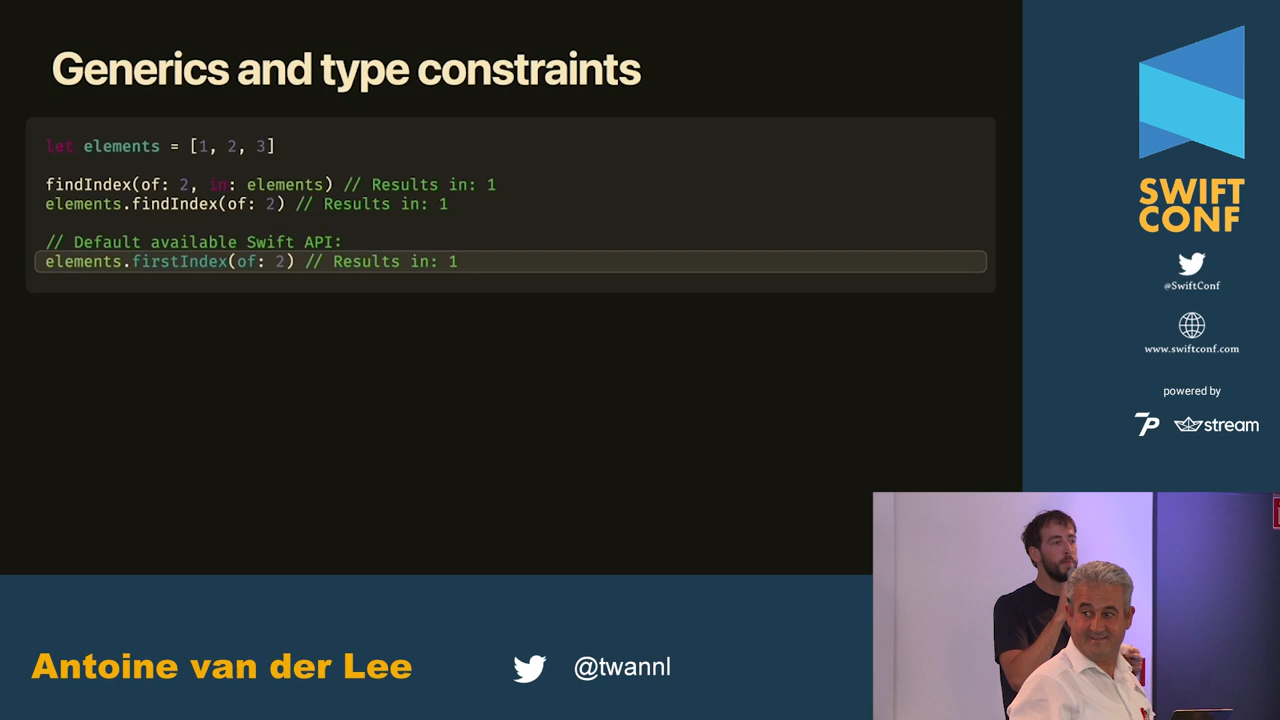 Generics and type constraints
let elements = [1, 2, 3]
findIndex(of: 2, in: elements) // Results in: 1
elements.findIndex(of: 2) // Results in: 1
// Default available Swift API:
elements.firstIndex(of: 2) // Results in: 1
SWIFT
CONF
@SwiftConf
www.swiftconf.com
powered by
7P stream
Antoine van der Lee
@twannl